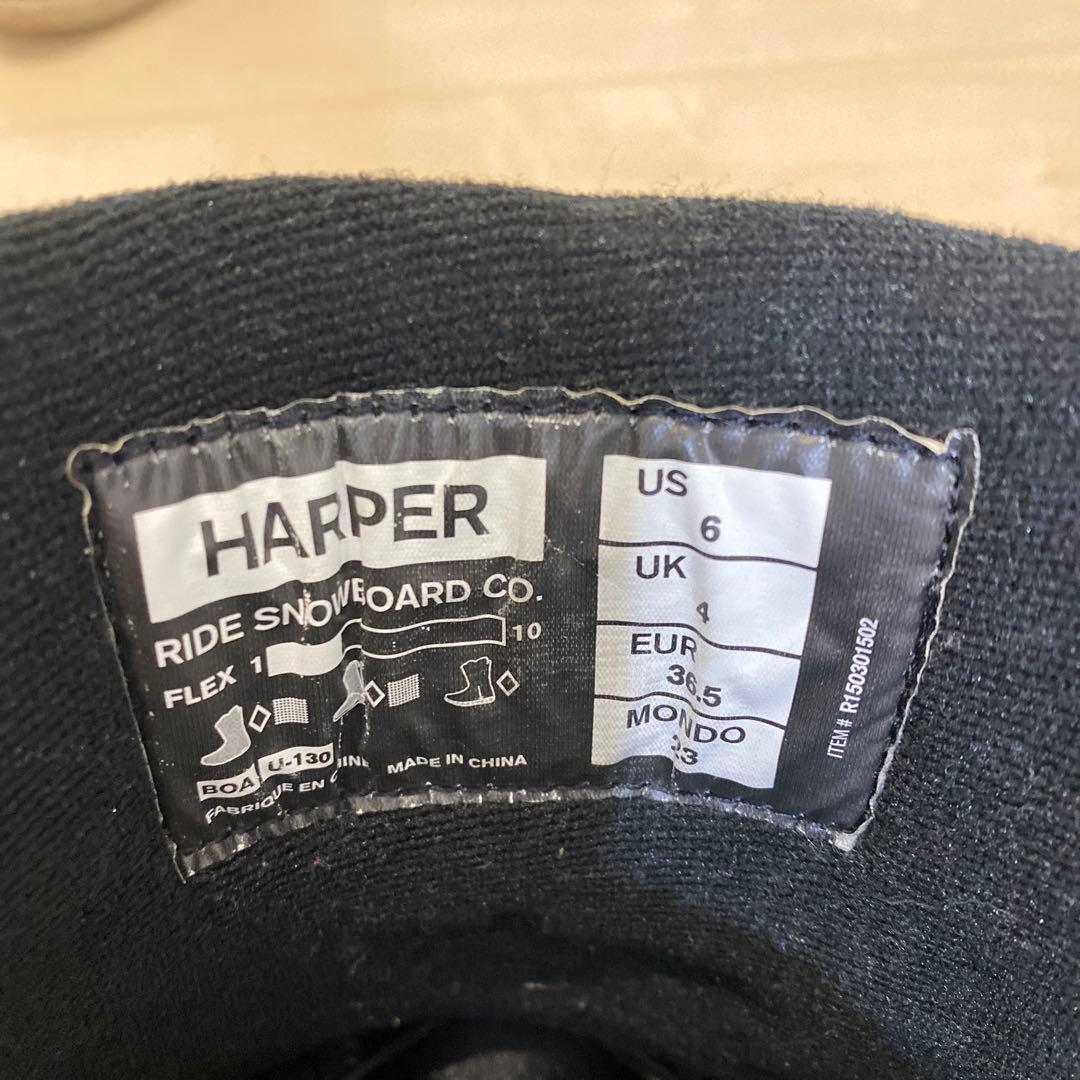 HARPER
RIDE SNOWBOARD CO.
FLEX 1 10
BOA U-130
FABRIQUE EN CHINE MADE IN CHINA
US
6
UK
4
EUR
36.5
MONDO
23
ITEM # R150301502